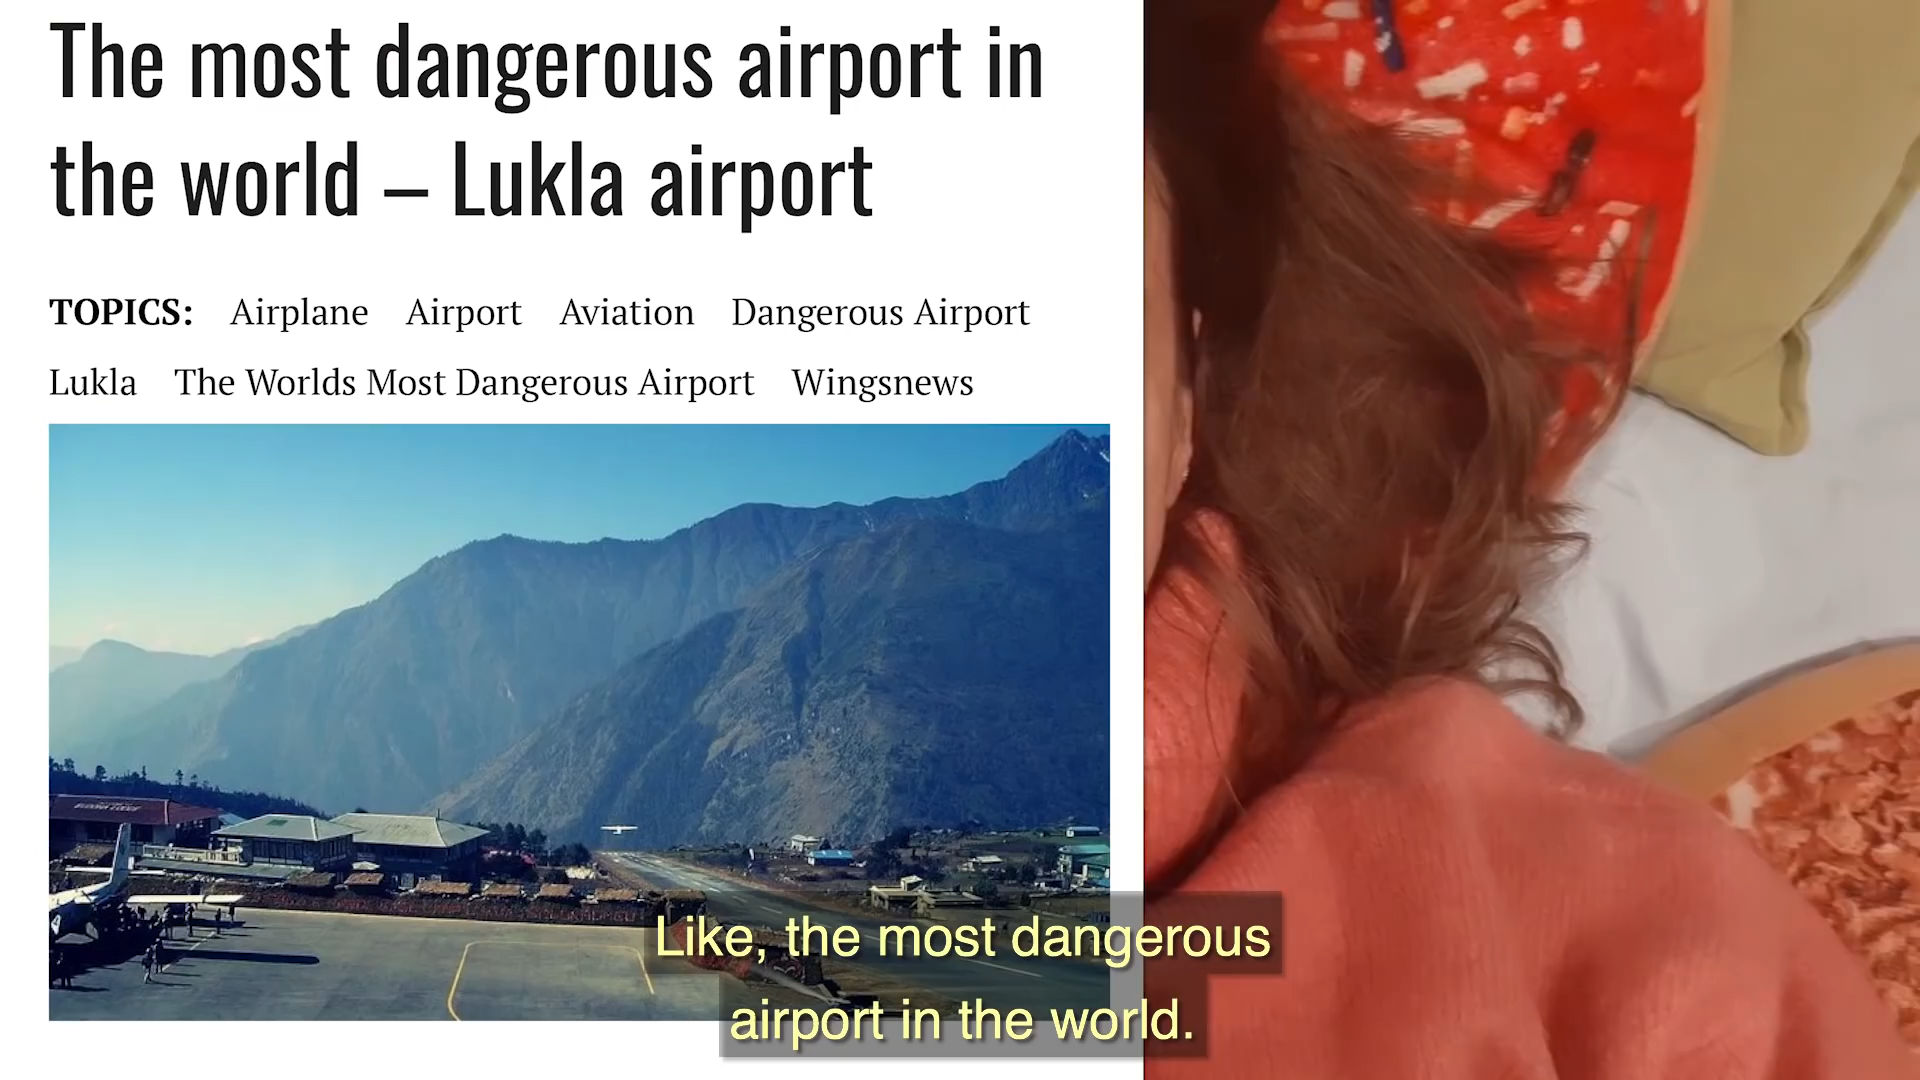 The most dangerous airport in
the world – Lukla airport
TOPICS: Airplane Airport Aviation Dangerous Airport
Lukla The Worlds Most Dangerous Airport Wingsnews
Like, the most dangerous
airport in the world.